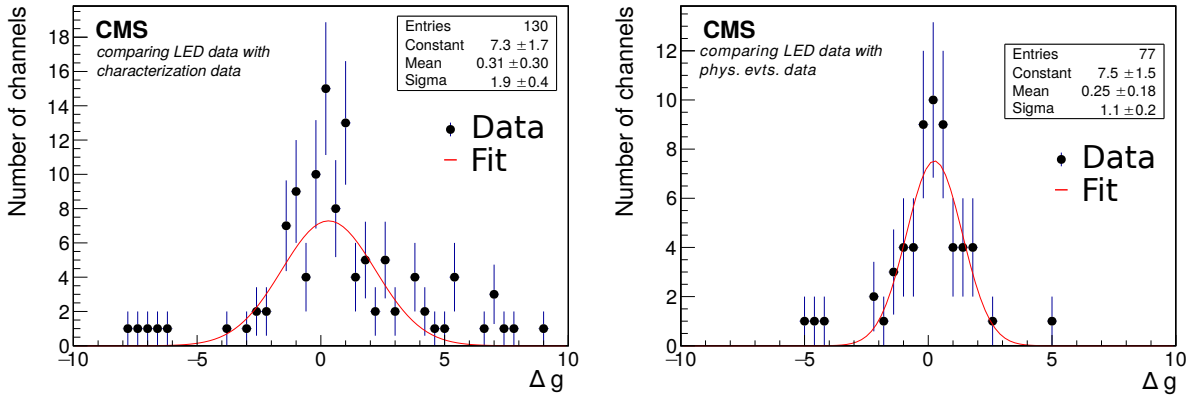 CMS
comparing LED data with
characterization data
Entries 130
Constant 7.3 ±1.7
Mean 0.31 ±0.30
Sigma 1.9 ±0.4
Data
Fit
Number of channels
18
16
14
12
10
8
6
4
2
0
−10 −5 0 5 10
Δ g
CMS
comparing LED data with
phys. evts. data
Entries 77
Constant 7.5 ±1.5
Mean 0.25 ±0.18
Sigma 1.1 ±0.2
Data
Fit
Number of channels
12
10
8
6
4
2
0
−10 −5 0 5 10
Δ g